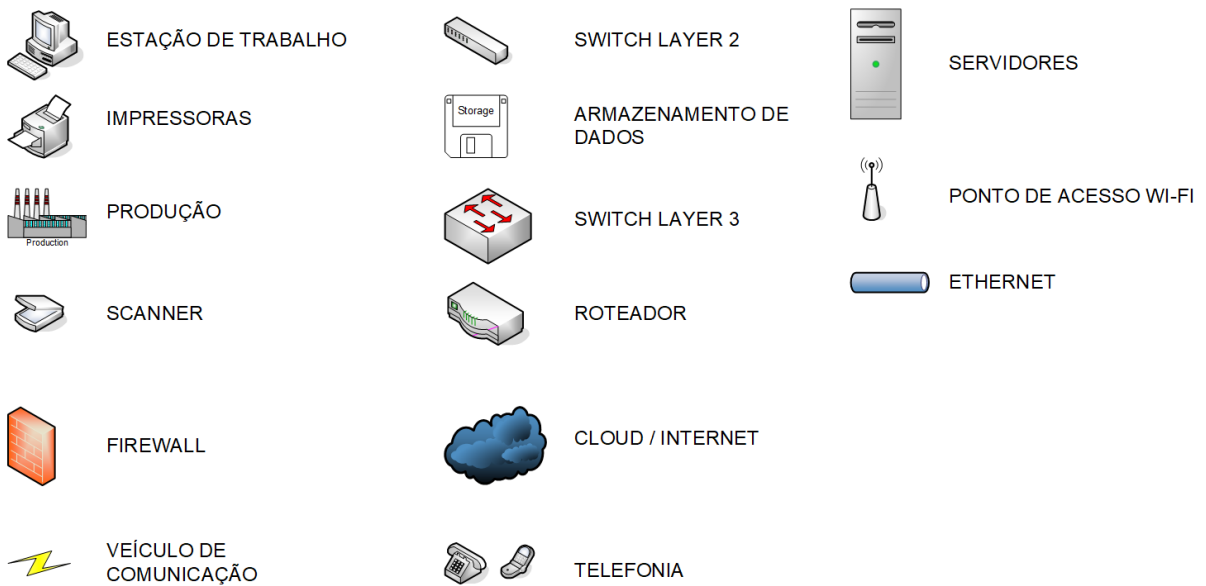 ESTAÇÃO DE TRABALHO
IMPRESSORAS
PRODUÇÃO
Production
SCANNER
FIREWALL
VEÍCULO DE
COMUNICAÇÃO
SWITCH LAYER 2
Storage
ARMAZENAMENTO DE
DADOS
SWITCH LAYER 3
ROTEADOR
CLOUD / INTERNET
TELEFONIA
SERVIDORES
PONTO DE ACESSO WI-FI
ETHERNET